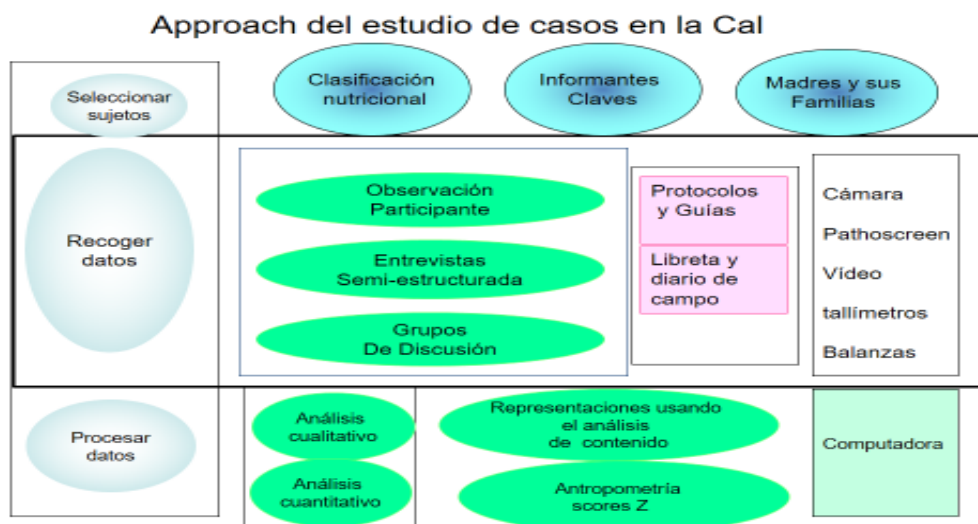 Approach del estudio de casos en la Cal
Seleccionar
sujetos
Clasificación
nutricional
Informantes
Claves
Madres y sus
Familias
Recoger
datos
Observación
Participante
Entrevistas
Semi-estructurada
Grupos
De Discusión
Protocolos
y Guías
Libreta y
diario de
campo
Cámara
Pathoscreen
Vídeo
tallímetros
Balanzas
Procesar
datos
Análisis
cualitativo
Análisis
cuantitativo
Representaciones usando
el análisis
de contenido
Antropometría
scores Z
Computadora